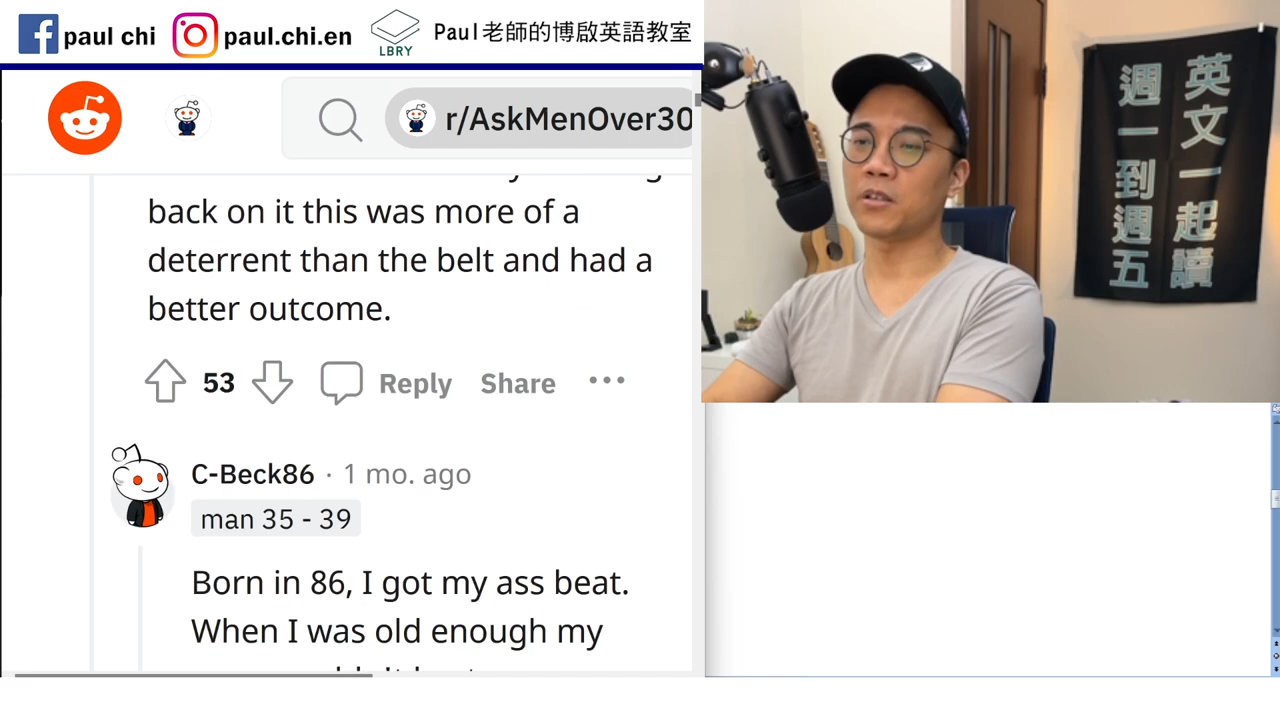 paul chi
paul.chi.en
LBRY
Paul老師的博啟英語教室
r/AskMenOver30
back on it this was more of a
deterrent than the belt and had a
better outcome.
53
Reply
Share
C-Beck86 · 1 mo. ago
man 35 - 39
Born in 86, I got my ass beat.
When I was old enough my
英文一起讀
週一到週五